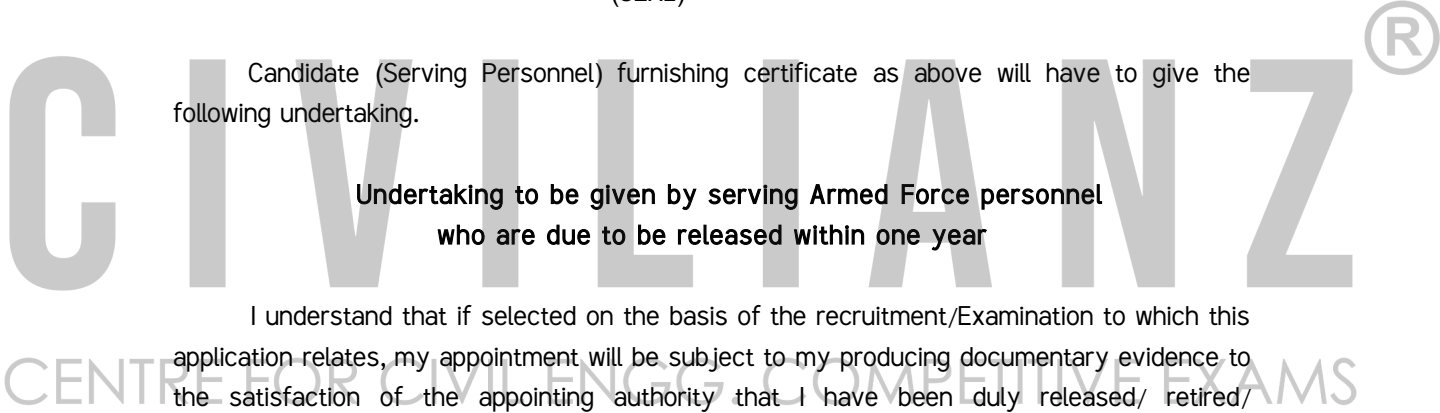 Candidate (Serving Personnel) furnishing certificate as above will have to give the
following undertaking.
Undertaking to be given by serving Armed Force personnel
who are due to be released within one year
I understand that if selected on the basis of the recruitment/Examination to which this
application relates, my appointment will be subject to my producing documentary evidence to
the satisfaction of the appointing authority that I have been duly released/ retired/
CIVILIANZ®
CENTRE FOR CIVIL ENGG. COMPETITIVE EXAMS